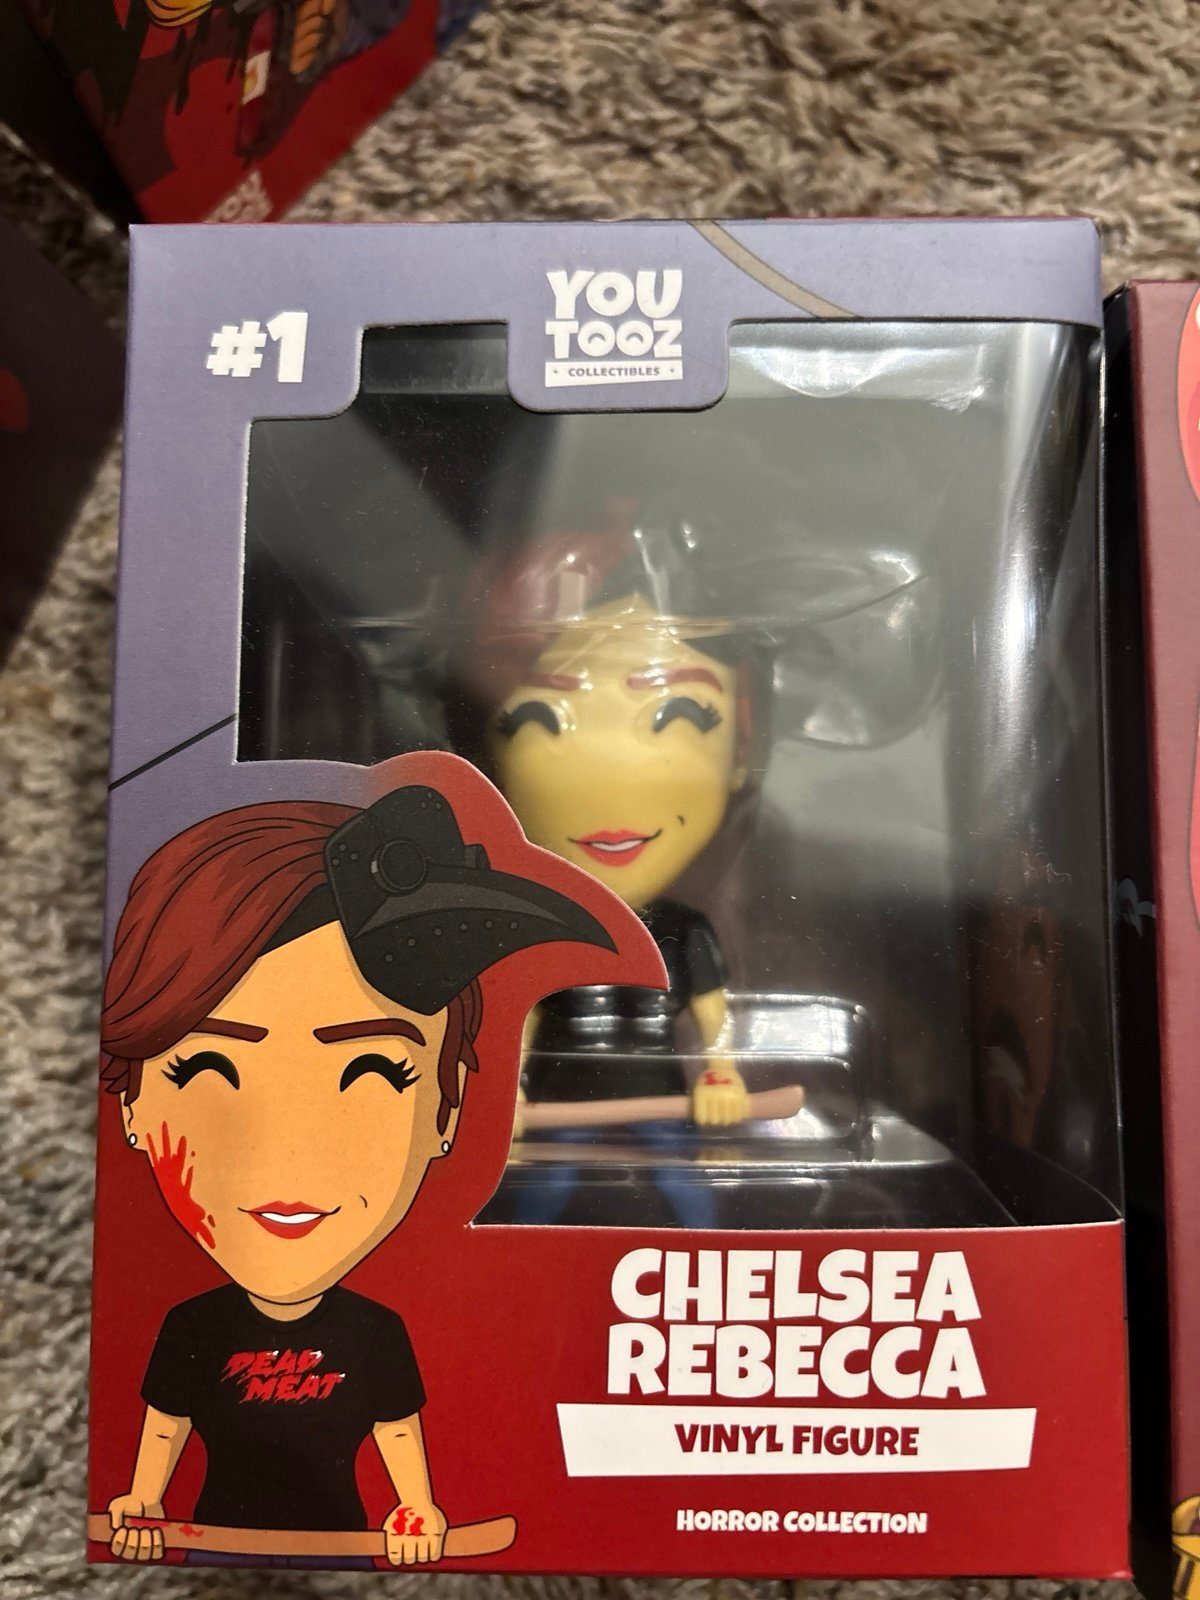 #1
YOU
TOOZ
COLLECTIBLES
DEAD
MEAT
CHELSEA
REBECCA
VINYL FIGURE
HORROR COLLECTION